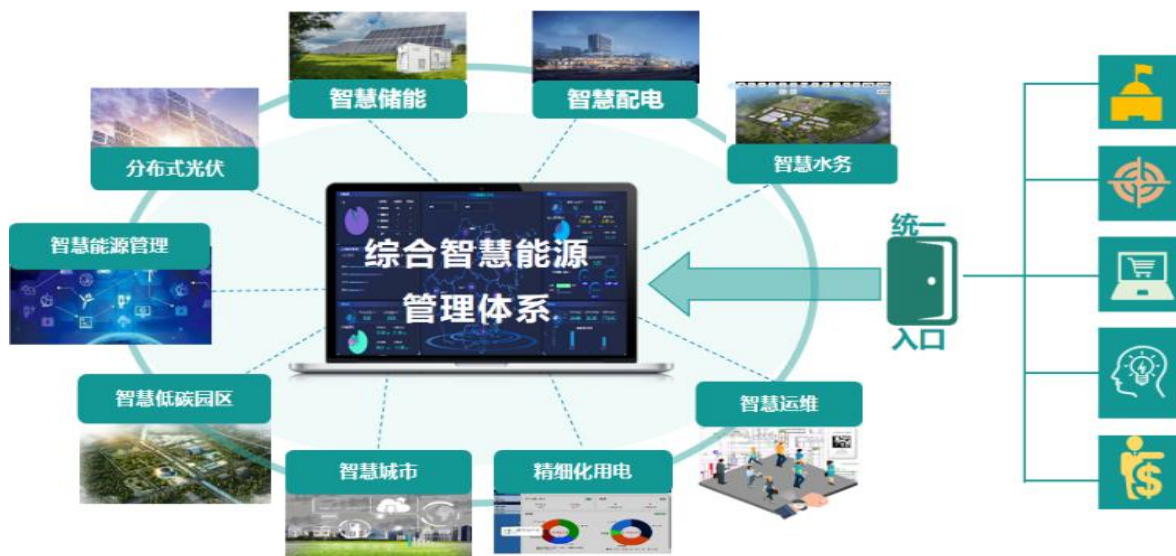 智慧储能
智慧配电
分布式光伏
智慧水务
智慧能源管理
综合智慧能源
管理体系
统一
入口
智慧低碳园区
智慧运维
智慧城市
精细化用电